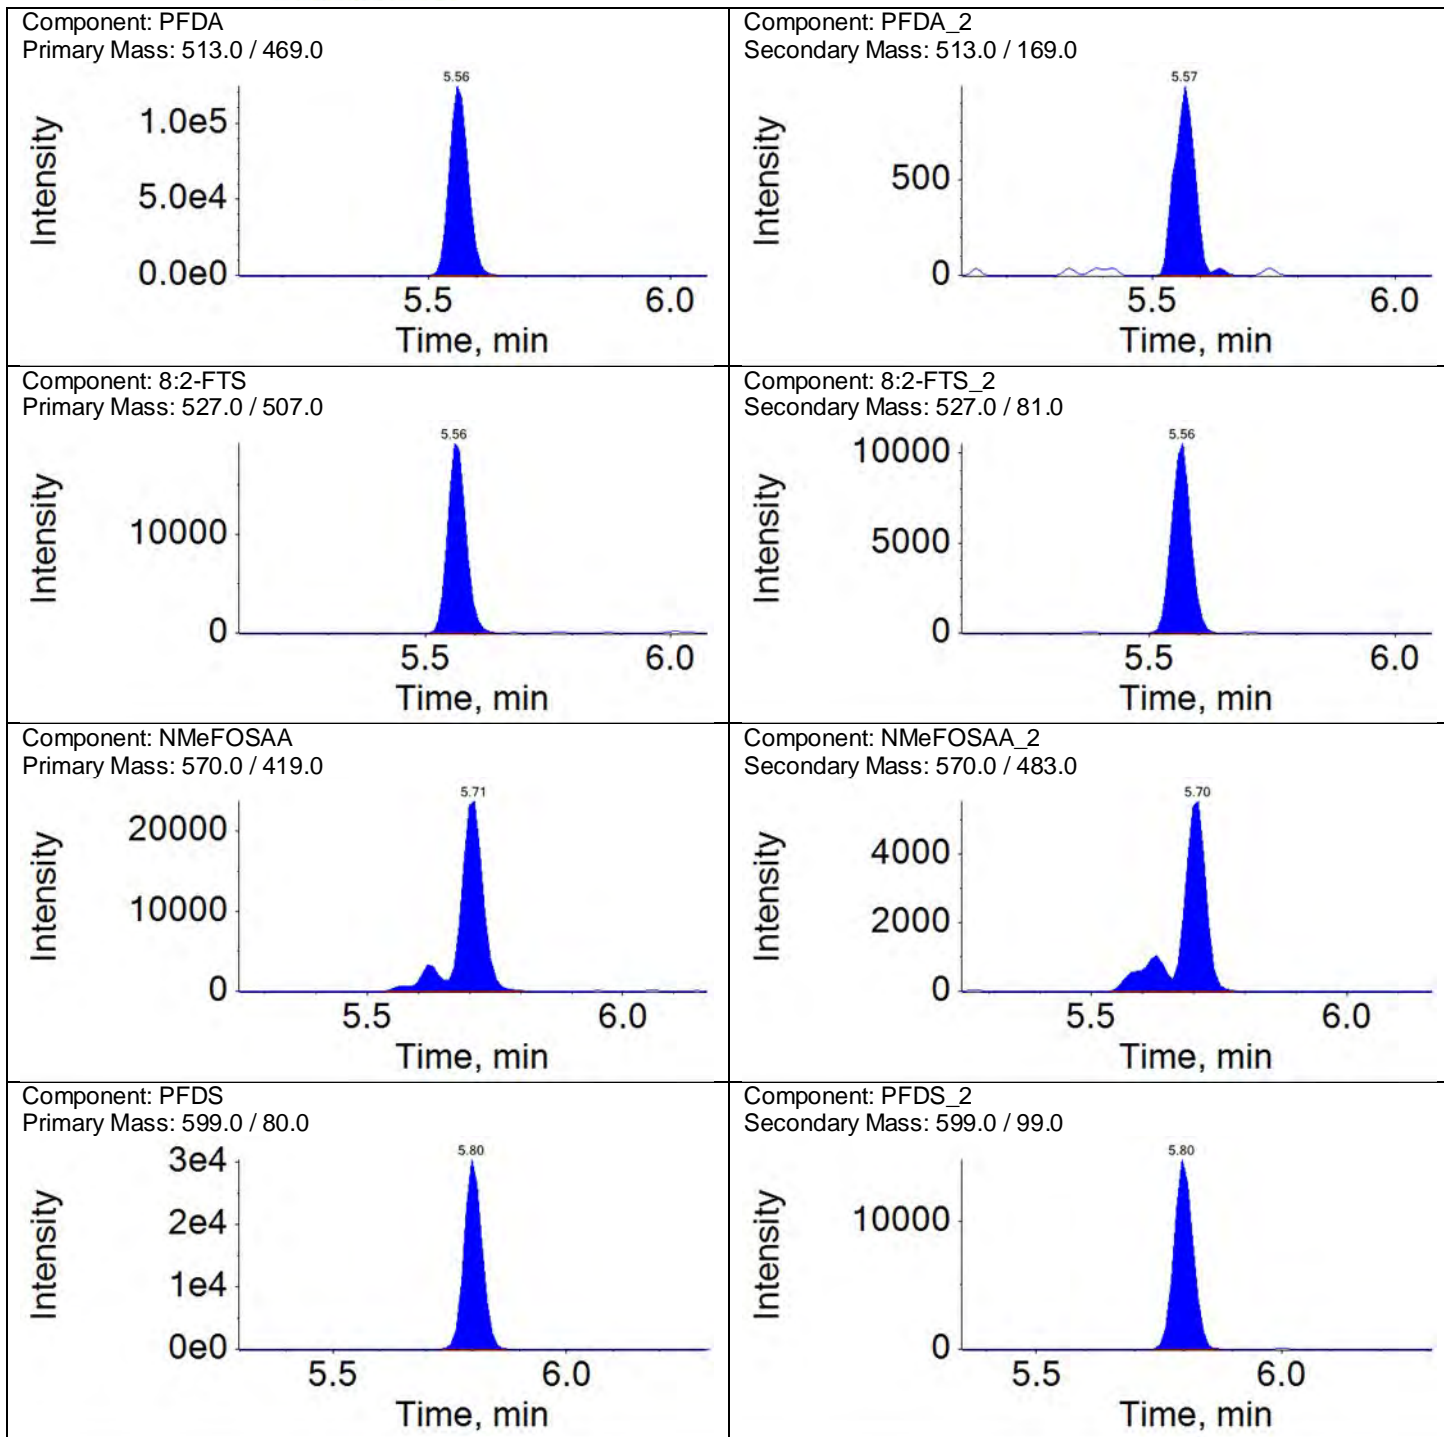 Component: PFDA
Primary Mass: 513.0 / 469.0
5.56
1.0e5
5.0e4
0.0e0
Intensity
5.5
6.0
Time, min
Component: PFDA_2
Secondary Mass: 513.0 / 169.0
5.57
500
0
Intensity
5.5
6.0
Time, min
Component: 8:2-FTS
Primary Mass: 527.0 / 507.0
5.56
10000
0
Intensity
5.5
6.0
Time, min
Component: 8:2-FTS_2
Secondary Mass: 527.0 / 81.0
5.56
10000
5000
0
Intensity
5.5
6.0
Time, min
Component: NMeFOSAA
Primary Mass: 570.0 / 419.0
5.71
20000
10000
0
Intensity
5.5
6.0
Time, min
Component: NMeFOSAA_2
Secondary Mass: 570.0 / 483.0
5.70
4000
2000
0
Intensity
5.5
6.0
Time, min
Component: PFDS
Primary Mass: 599.0 / 80.0
5.80
3e4
2e4
1e4
0e0
Intensity
5.5
6.0
Time, min
Component: PFDS_2
Secondary Mass: 599.0 / 99.0
5.80
10000
0
Intensity
5.5
6.0
Time, min